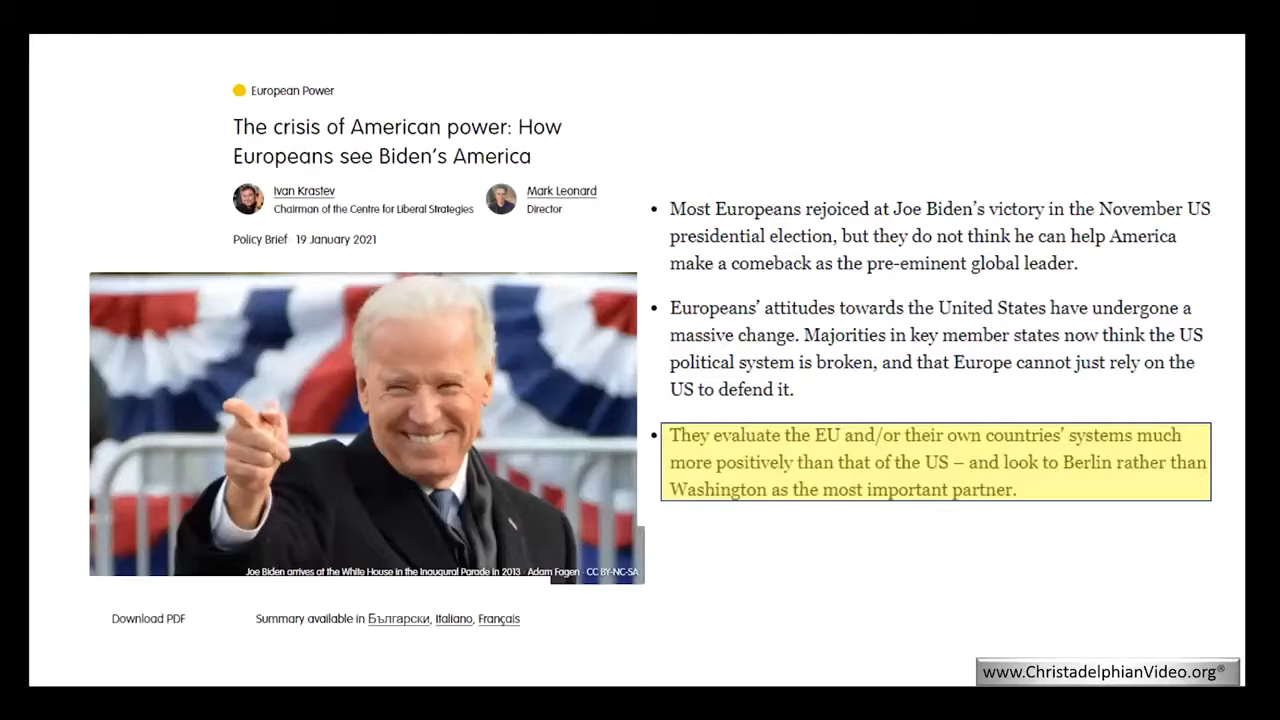 European Power
The crisis of American power: How
Europeans see Biden's America
Ivan Krastev
Chairman of the Centre for Liberal Strategies
Mark Leonard
Director
Policy Brief · 19 January 2021
Joe Biden arrives at the White House in the Inaugural Parade in 2013 · Adam Fagen · CC BY-NC-SA
Download PDF
Summary available in Български, Italiano, Français
• Most Europeans rejoiced at Joe Biden's victory in the November US
presidential election, but they do not think he can help America
make a comeback as the pre-eminent global leader.
• Europeans' attitudes towards the United States have undergone a
massive change. Majorities in key member states now think the US
political system is broken, and that Europe cannot just rely on the
US to defend it.
• They evaluate the EU and/or their own countries' systems much
more positively than that of the US – and look to Berlin rather than
Washington as the most important partner.
www.ChristadelphianVideo.org®